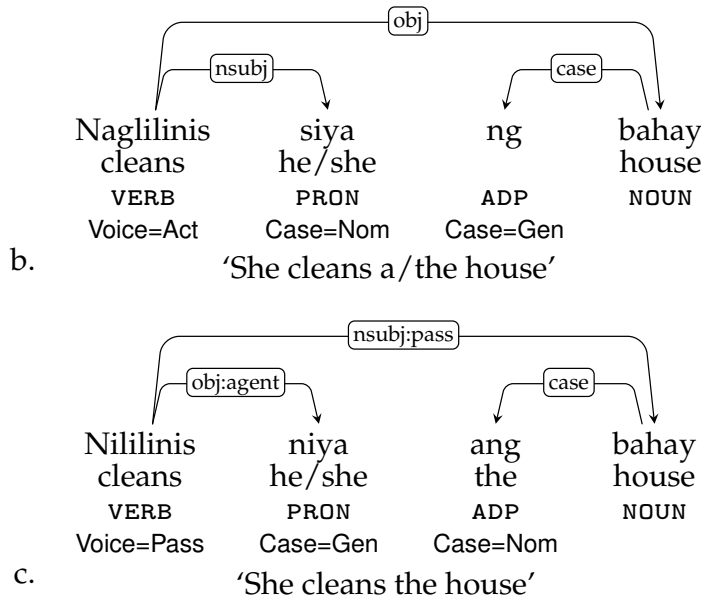 obj
nsubj case
Naglilinis siya ng bahay
cleans he/she house
VERB PRON ADP NOUN
Voice=Act Case=Nom Case=Gen
b. ‘She cleans a/the house’
nsubj:pass
obj:agent case
Nililinis niya ang bahay
cleans he/she the house
VERB PRON ADP NOUN
Voice=Pass Case=Gen Case=Nom
c. ‘She cleans the house’